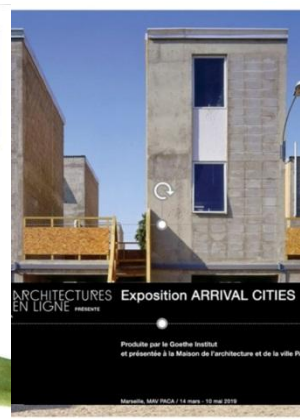 ARCHITECTURES
EN LIGNE PRÉSENTE
Exposition ARRIVAL CITIES
Produite par le Goethe Institut
et présentée à la Maison de l'architecture et de la ville
Marseille, MAV PACA / 14 mars - 10 mai 2019